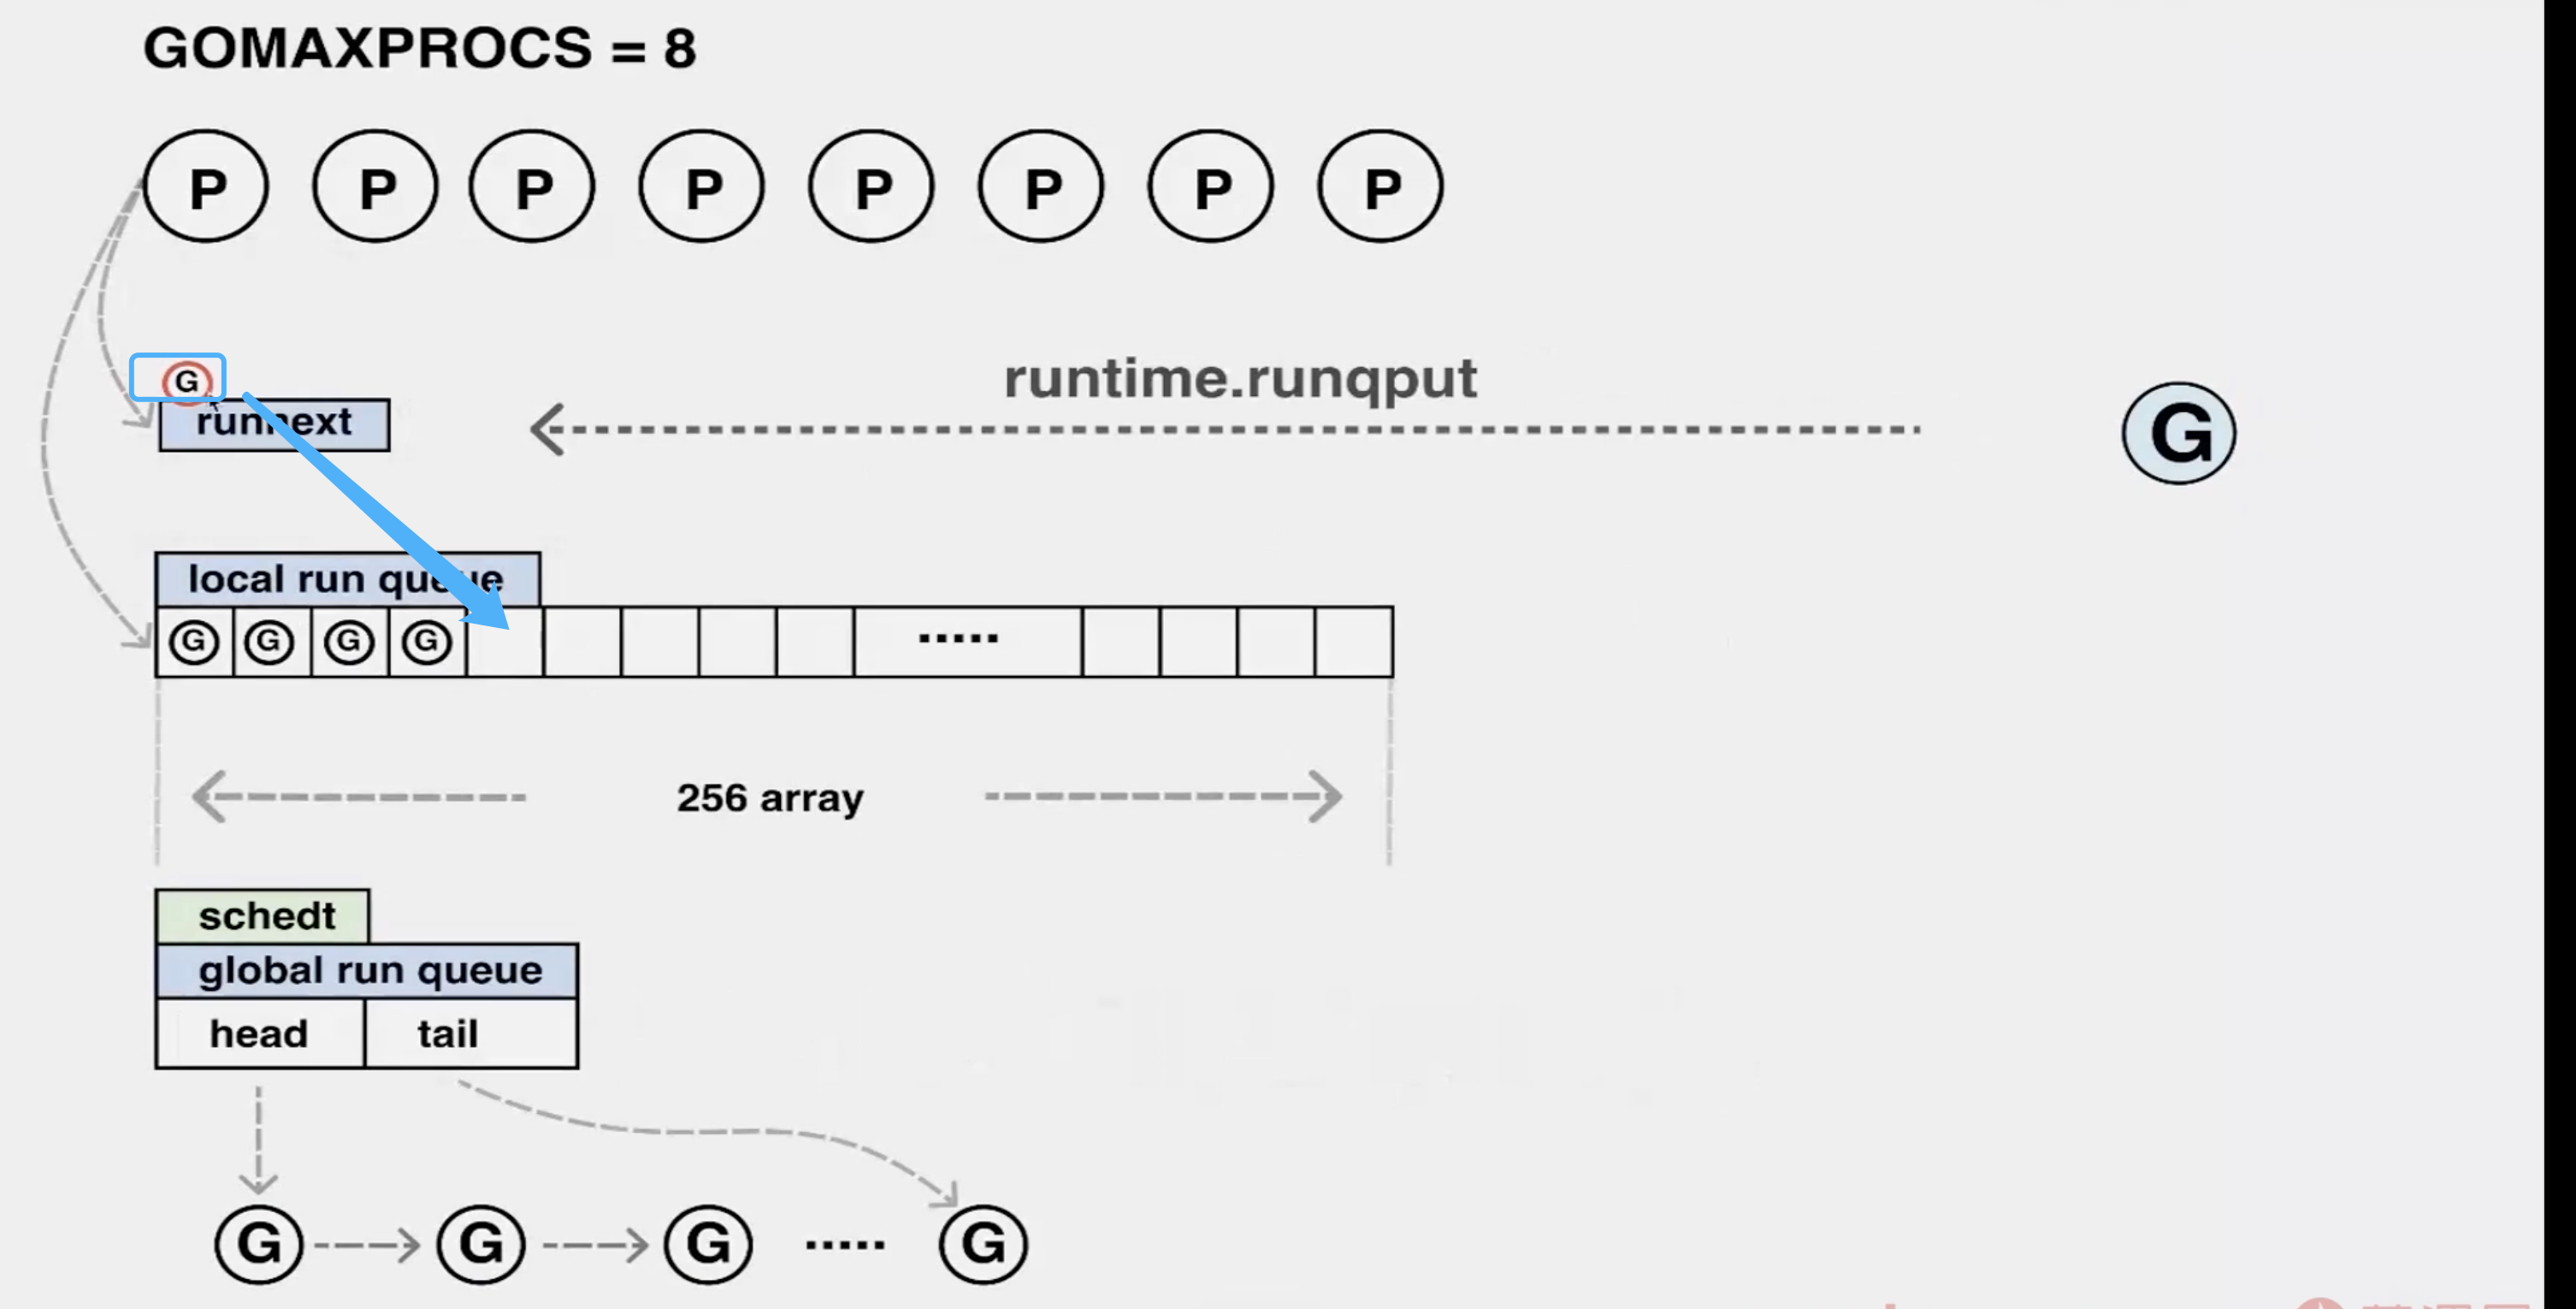 GOMAXPROCS = 8
P P P P P P P P
G
runnext
runtime.runqput
G
local run queue
G G G G .....
256 array
schedt
global run queue
head tail
G G G ..... G